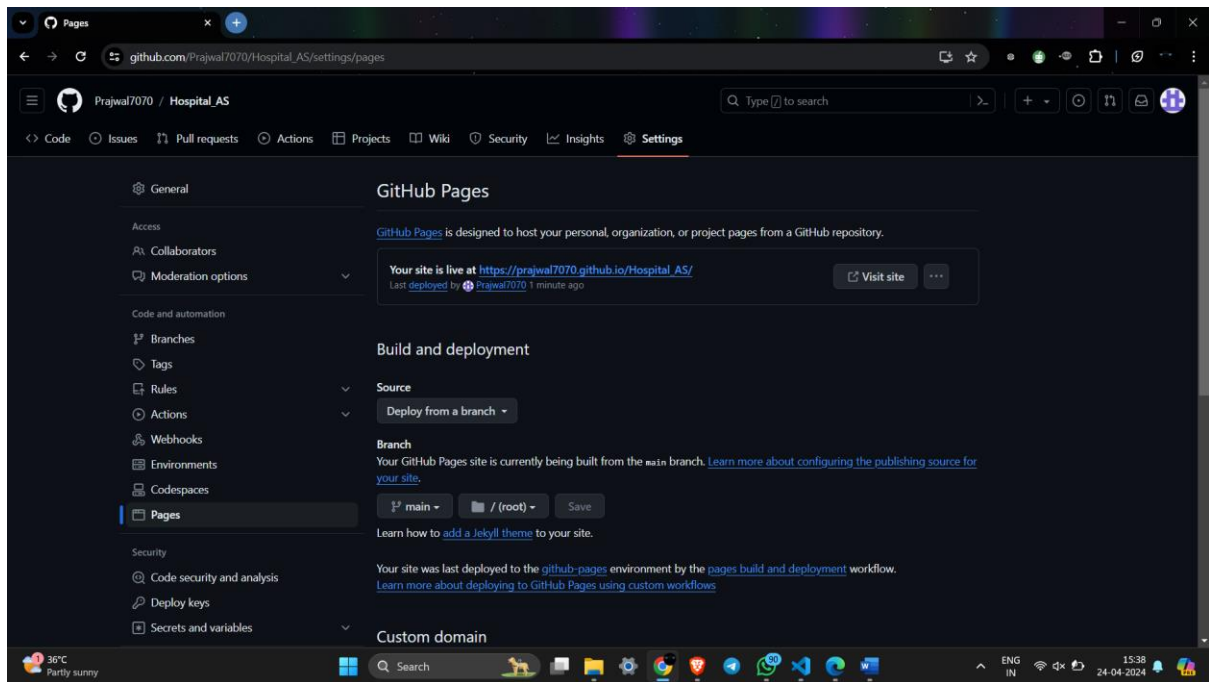 Pages
github.com/Prajwal7070/Hospital_AS/settings/pages
Prajwal7070 / Hospital_AS
Type / to search
Code Issues Pull requests Actions Projects Wiki Security Insights Settings
General
Access
Collaborators
Moderation options
Code and automation
Branches
Tags
Rules
Actions
Webhooks
Environments
Codespaces
Pages
Security
Code security and analysis
Deploy keys
Secrets and variables
GitHub Pages
GitHub Pages is designed to host your personal, organization, or project pages from a GitHub repository.
Your site is live at https://prajwal7070.github.io/Hospital_AS/
Last deployed by Prajwal7070 1 minute ago
Visit site
Build and deployment
Source
Deploy from a branch
Branch
Your GitHub Pages site is currently being built from the main branch. Learn more about configuring the publishing source for
your site.
main / (root) Save
Learn how to add a Jekyll theme to your site.
Your site was last deployed to the github-pages environment by the pages build and deployment workflow.
Learn more about deploying to GitHub Pages using custom workflows
Custom domain
1
36°C
Partly sunny
Search
90
ENG
IN
15:38
24-04-2024